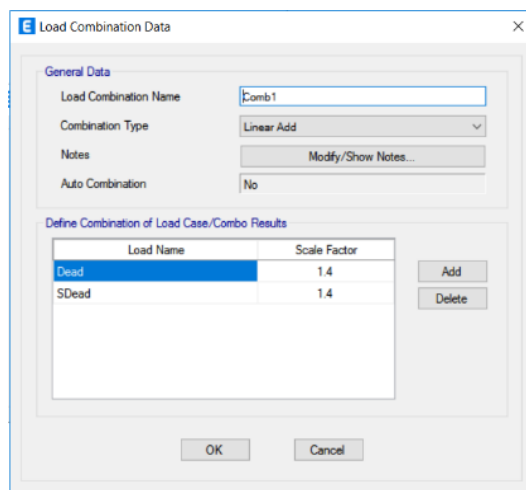 E Load Combination Data
General Data
Load Combination Name Comb1
Combination Type Linear Add
Notes Modify/Show Notes...
Auto Combination No
Define Combination of Load Case/Combo Results
Load Name Scale Factor
Dead 1.4 Add
SDead 1.4 Delete
OK Cancel